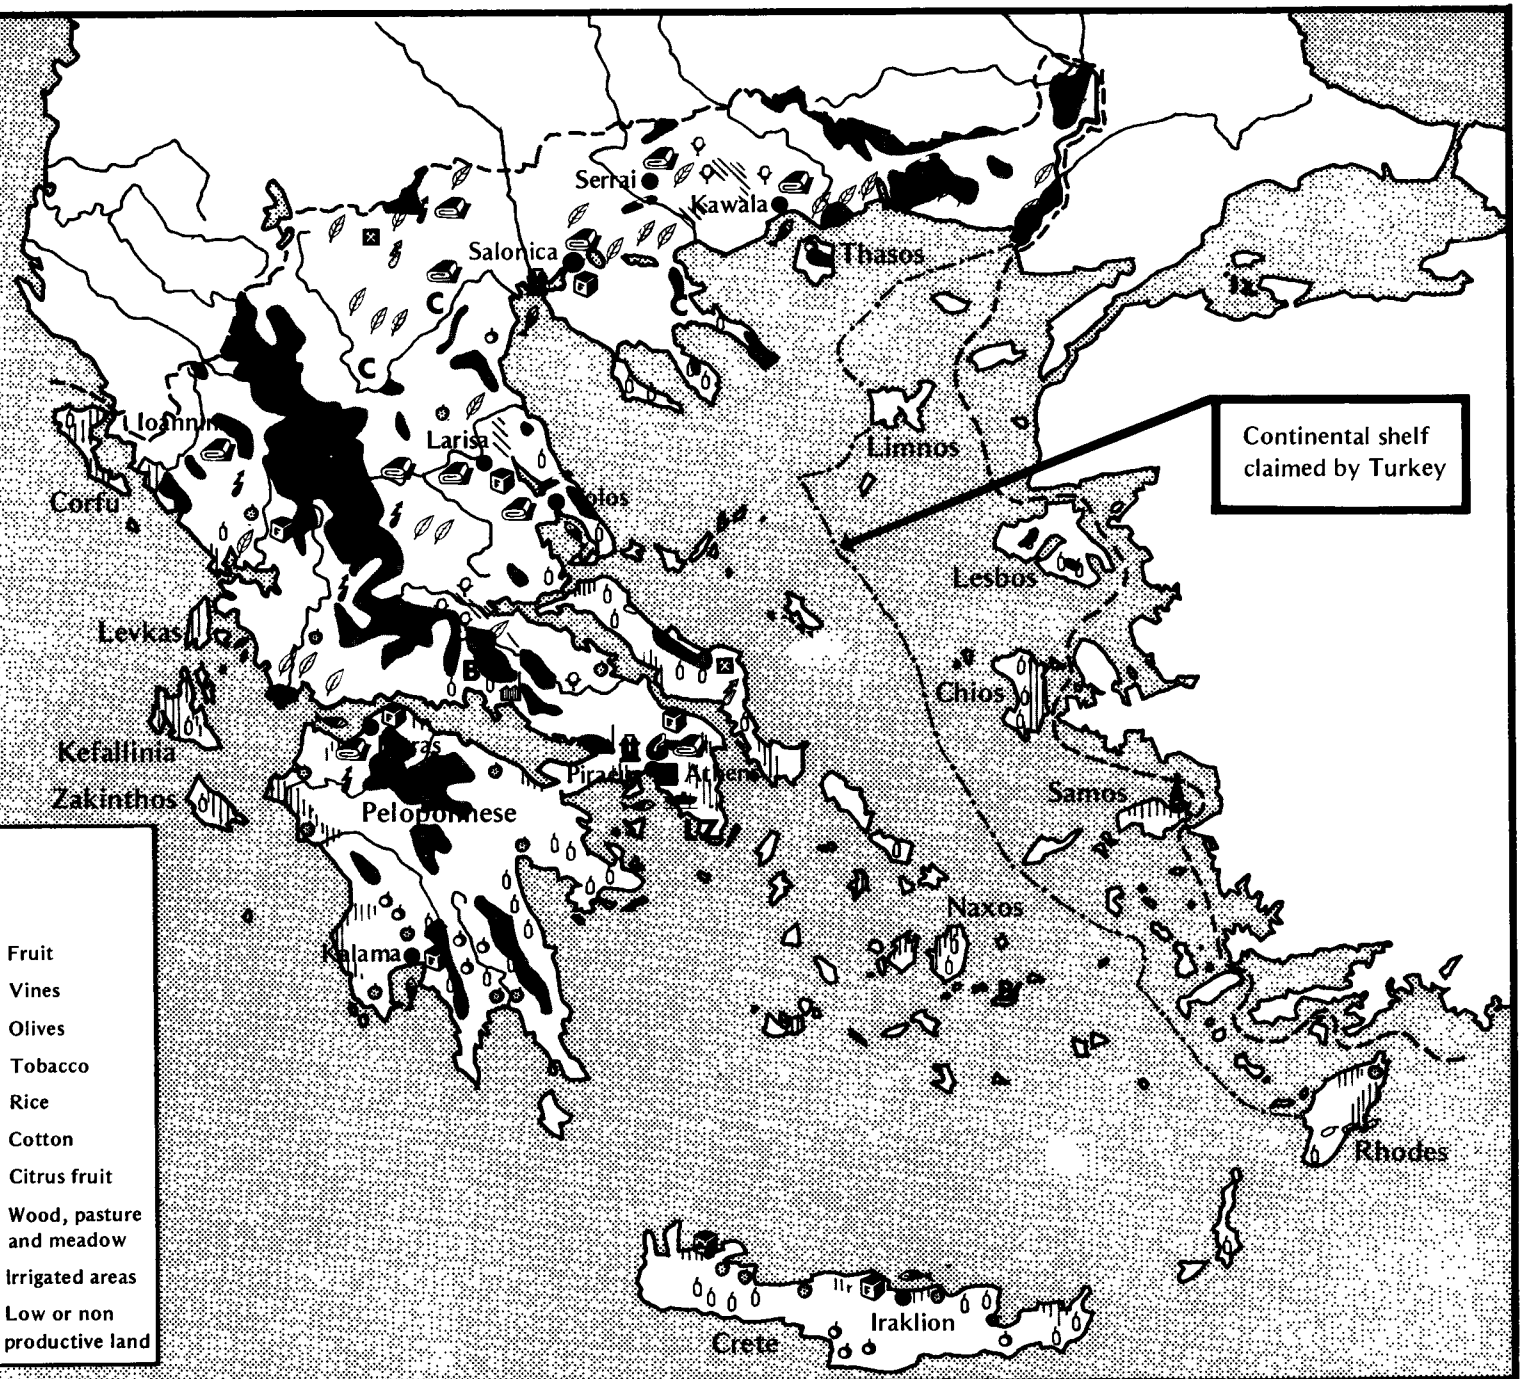 Serrai
Kawala
Salonica
Thasos
C
C
C
Limnos
Continental shelf
claimed by Turkey
Larisa
Corfu
Lesbos
Levkas
B
Chios
Kefallinia
Piraeus
Athens
Zakinthos
Samos
Peloponnese
Naxos
Kalama
Fruit
Vines
Olives
Tobacco
Rice
Cotton
Citrus fruit
Wood, pasture
and meadow
Irrigated areas
Low or non
productive land
Rhodes
Iraklion
Crete